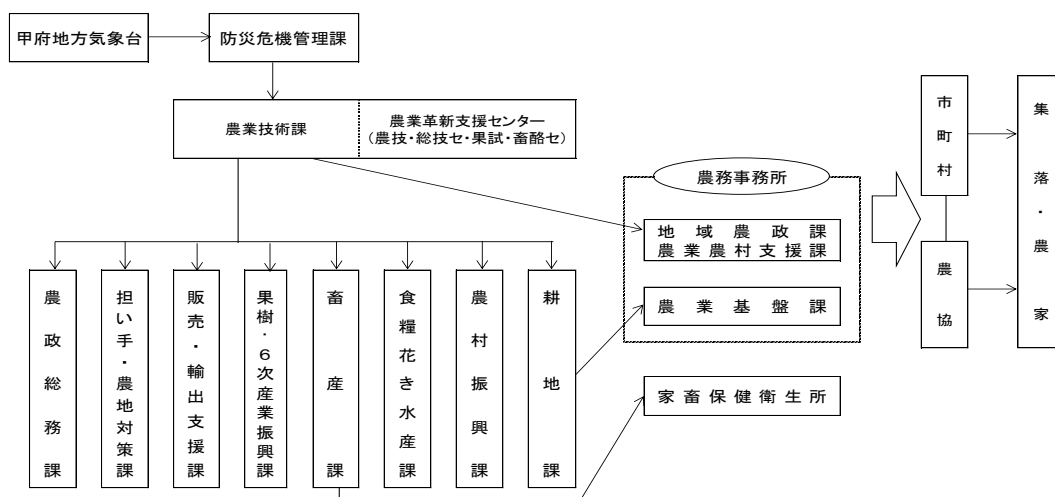 甲府地方気象台
防災危機管理課
農業技術課
農業革新支援センター
（農技・総技セ・果試・畜酪セ）
農務事務所
地域農政課
農業農村支援課
農業基盤課
家畜保健衛生所
市町村
農協
集落・農家
農政総務課
担い手・農地対策課
販売・輸出支援課
果樹・６次産業振興課
畜産課
食糧花き水産課
農村振興課
耕地課